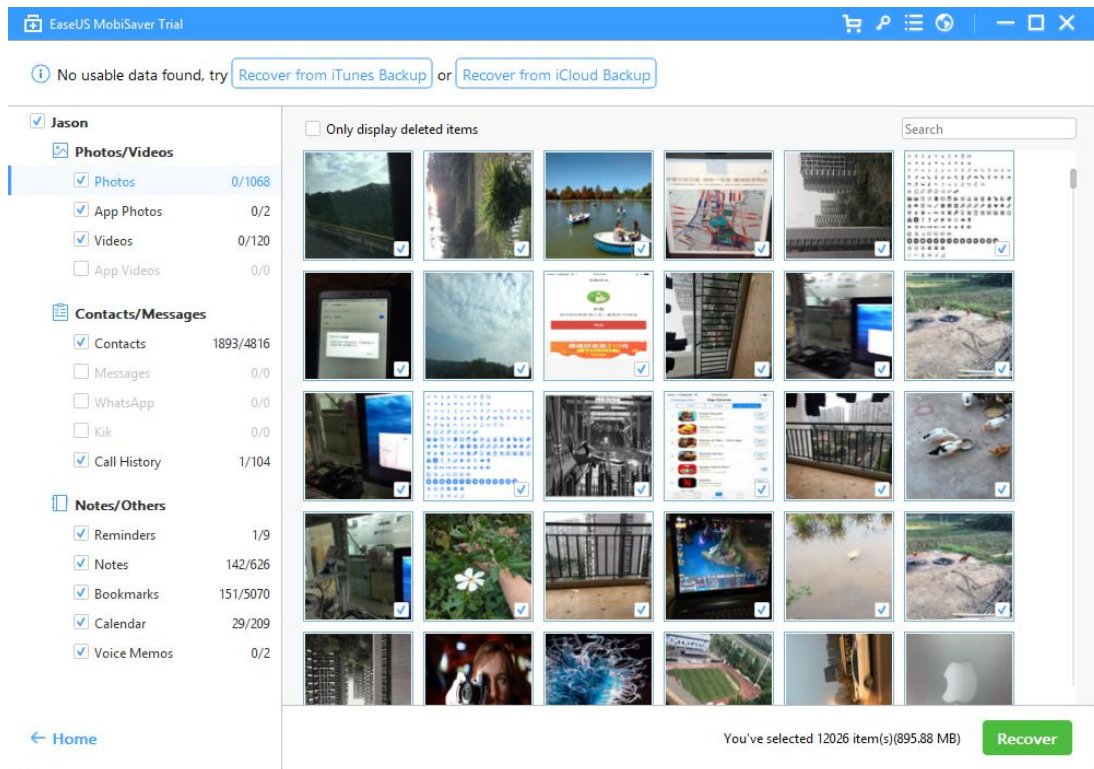 EaseUS MobiSaver Trial
No usable data found, try Recover from iTunes Backup or Recover from iCloud Backup
Jason
Photos/Videos
Photos 0/1068
App Photos 0/2
Videos 0/120
App Videos 0/0
Contacts/Messages
Contacts 1893/4816
Messages 0/0
WhatsApp 0/0
Kik 0/0
Call History 1/104
Notes/Others
Reminders 1/9
Notes 142/626
Bookmarks 151/5070
Calendar 29/209
Voice Memos 0/2
Home
Only display deleted items
Search
You've selected 12026 item(s)(895.88 MB)
Recover